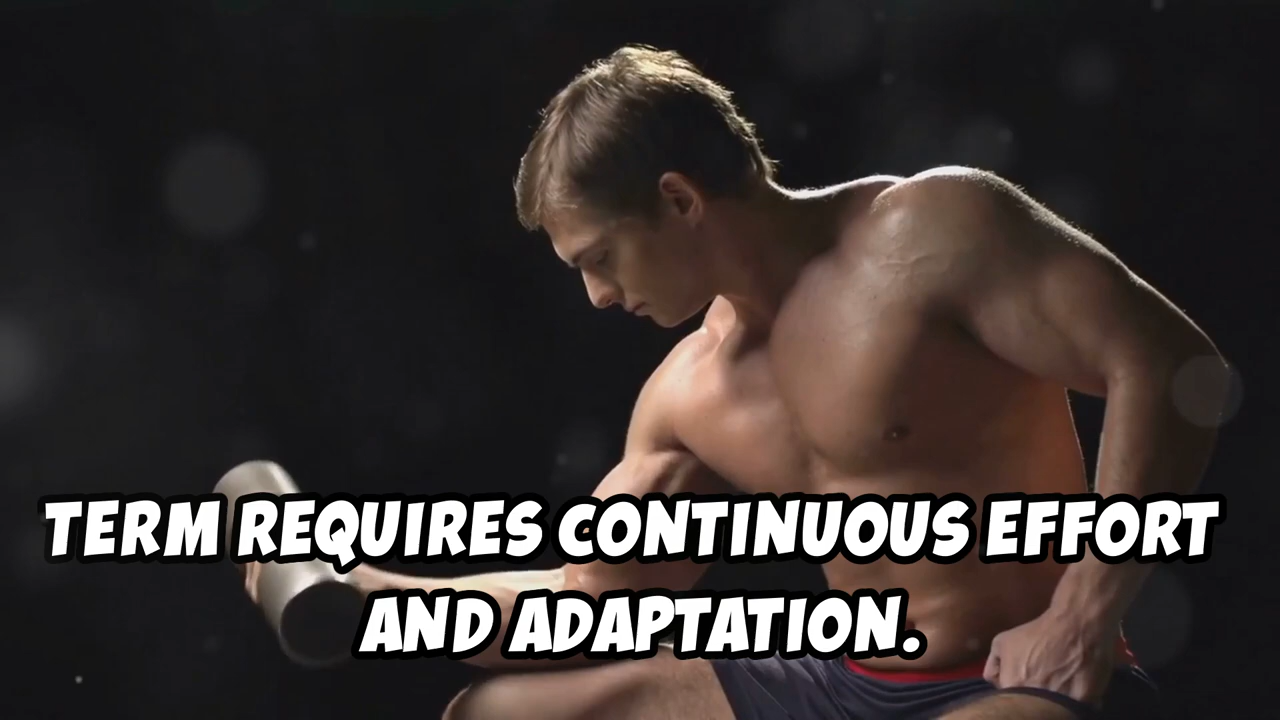 TERM REQUIRES CONTINUOUS EFFORT
AND ADAPTATION.